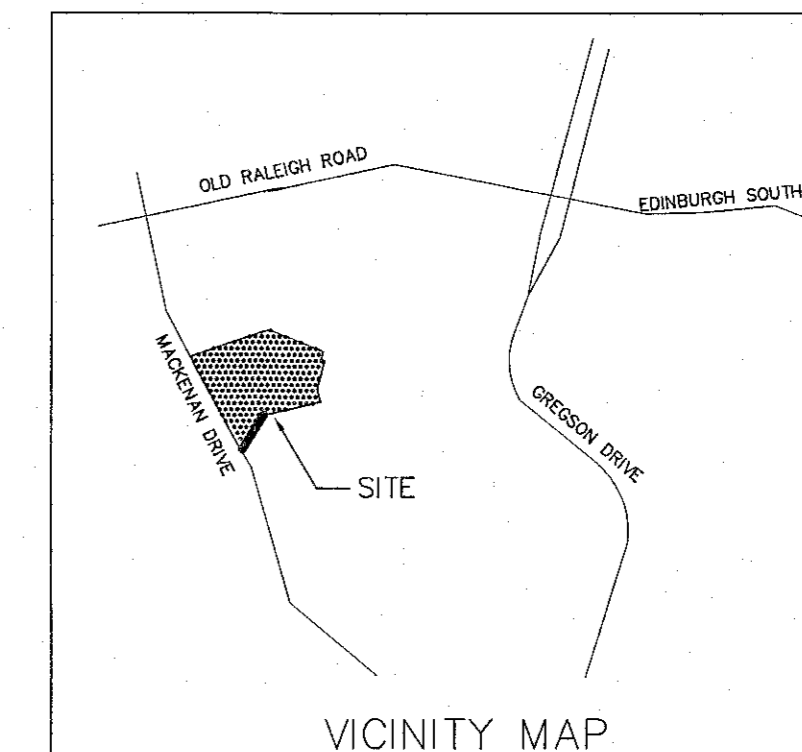 OLD RALEIGH ROAD
EDINBURGH SOUTH
MACKENAN DRIVE
GREGSON DRIVE
SITE
VICINITY MAP